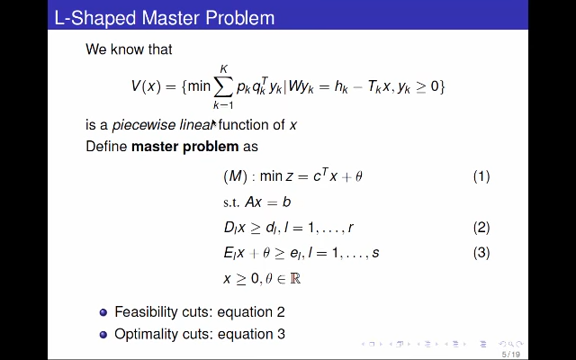 L-Shaped Master Problem
We know that
V(x) = {min ∑_{k=1}^{K} p_k q_k^T y_k | W y_k = h_k − T_k x, y_k ≥ 0}
is a piecewise linear function of x
Define master problem as
(M) : min z = c^T x + θ (1)
s.t. Ax = b
D_l x ≥ d_l, l = 1, . . . , r (2)
E_l x + θ ≥ e_l, l = 1, . . . , s (3)
x ≥ 0, θ ∈ ℝ
Feasibility cuts: equation 2
Optimality cuts: equation 3
5/19